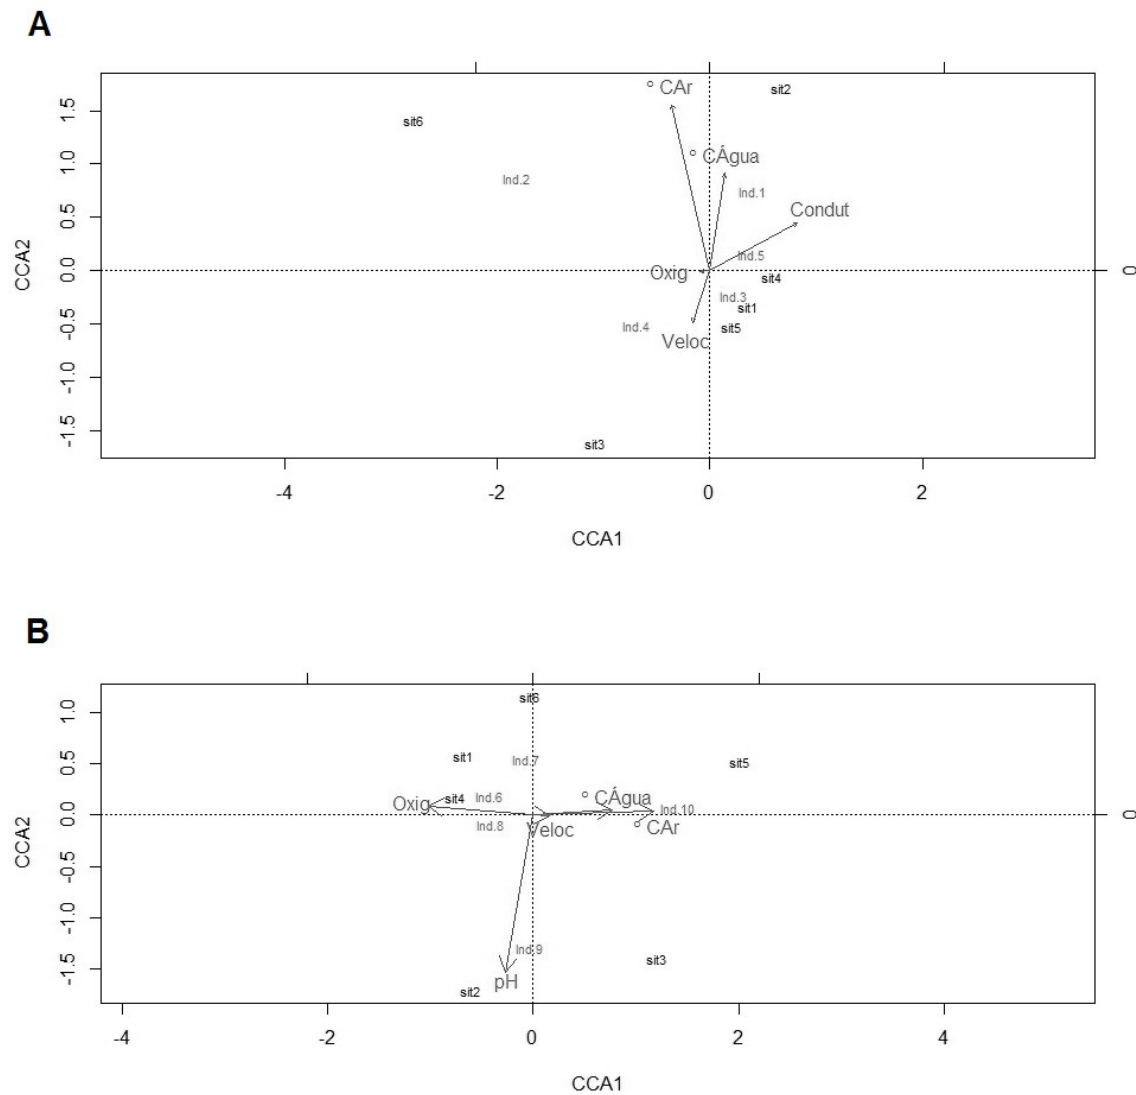 A
° CAr
sit2
sit6
° CÁgua
Ind.2
Ind.1
Condut
Ind.5
Oxig
sit4
Ind.3
sit1
Ind.4
sit5
Veloc
sit3
1.5
1.0
0.5
0.0
-0.5
-1.0
-1.5
CCA2
0
-4 -2 0 2
CCA1
B
sit6
sit1
Ind.7
sit5
Oxig
sit4
Ind.6
° CÁgua
Ind.10
Ind.8
Veloc
° CAr
Ind.9
sit3
pH
sit2
1.0
0.5
0.0
-0.5
-1.0
-1.5
CCA2
0
-4 -2 0 2 4
CCA1